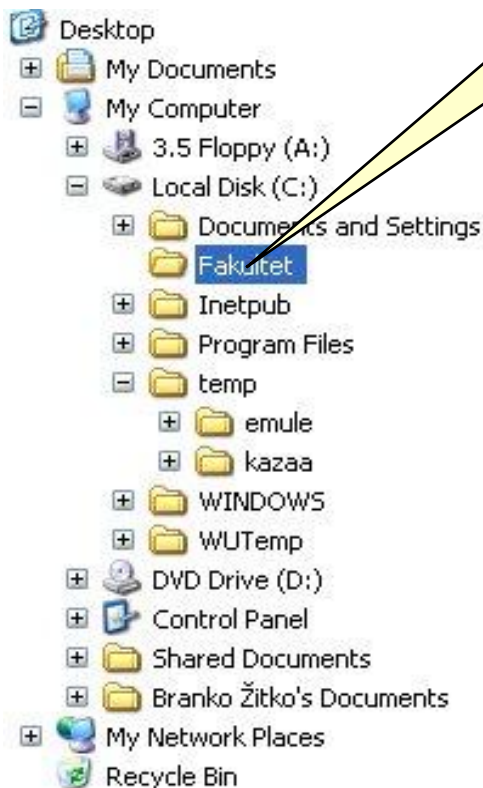 Desktop
My Documents
My Computer
3.5 Floppy (A:)
Local Disk (C:)
Documents and Settings
Fakultet
Inetpub
Program Files
temp
emule
kazaa
WINDOWS
WUTemp
DVD Drive (D:)
Control Panel
Shared Documents
Branko Žitko's Documents
My Network Places
Recycle Bin